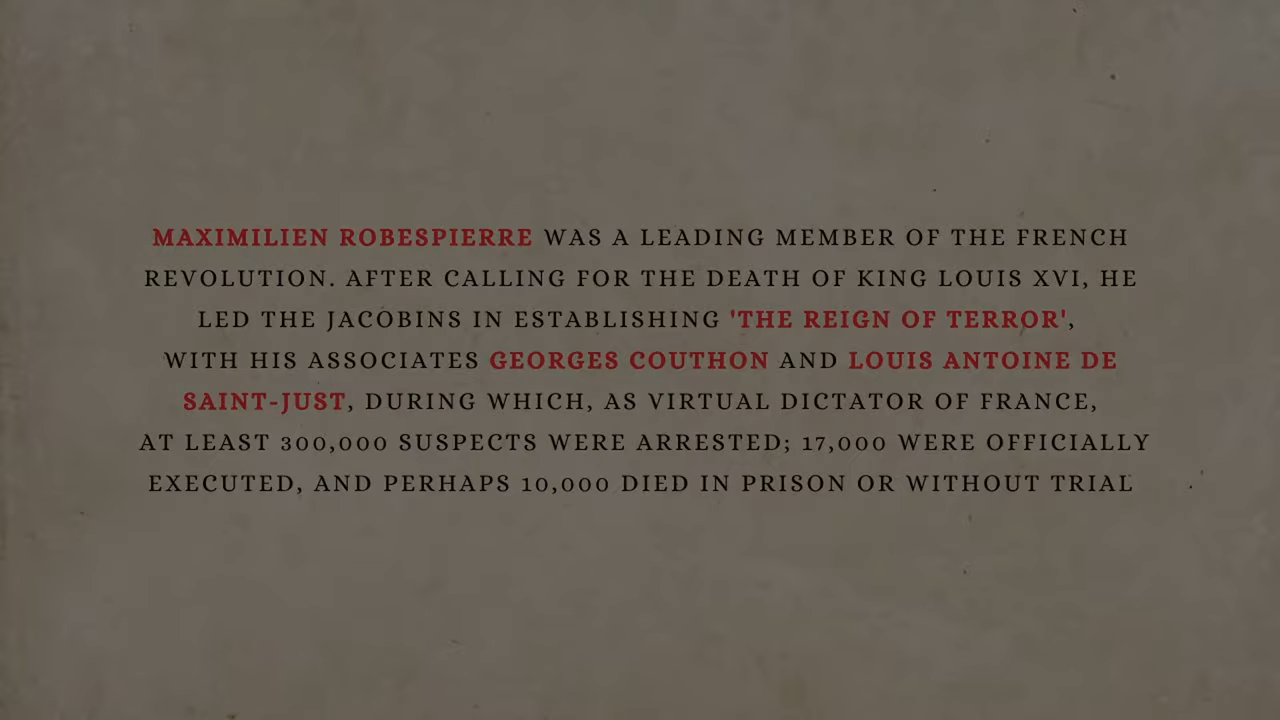 MAXIMILIEN ROBESPIERRE WAS A LEADING MEMBER OF THE FRENCH
REVOLUTION. AFTER CALLING FOR THE DEATH OF KING LOUIS XVI, HE
LED THE JACOBINS IN ESTABLISHING 'THE REIGN OF TERROR',
WITH HIS ASSOCIATES GEORGES COUTHON AND LOUIS ANTOINE DE
SAINT-JUST, DURING WHICH, AS VIRTUAL DICTATOR OF FRANCE,
AT LEAST 300,000 SUSPECTS WERE ARRESTED; 17,000 WERE OFFICIALLY
EXECUTED, AND PERHAPS 10,000 DIED IN PRISON OR WITHOUT TRIAL